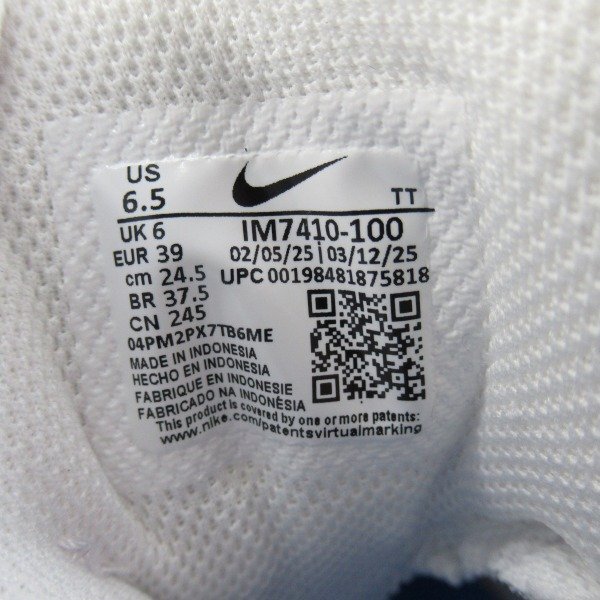 US
6.5 TT
UK 6 IM7410-100
EUR 39 02/05/25 | 03/12/25
cm 24.5 UPC 00198481875818
BR 37.5
CN 245
04PM2PX7TB6ME
MADE IN INDONESIA
HECHO EN INDONESIA
FABRIQUE EN INDONESIE
FABRICADO NA INDONÈSIA
This product is covered by one or more patents:
www.nike.com/patentsvirtualmarking